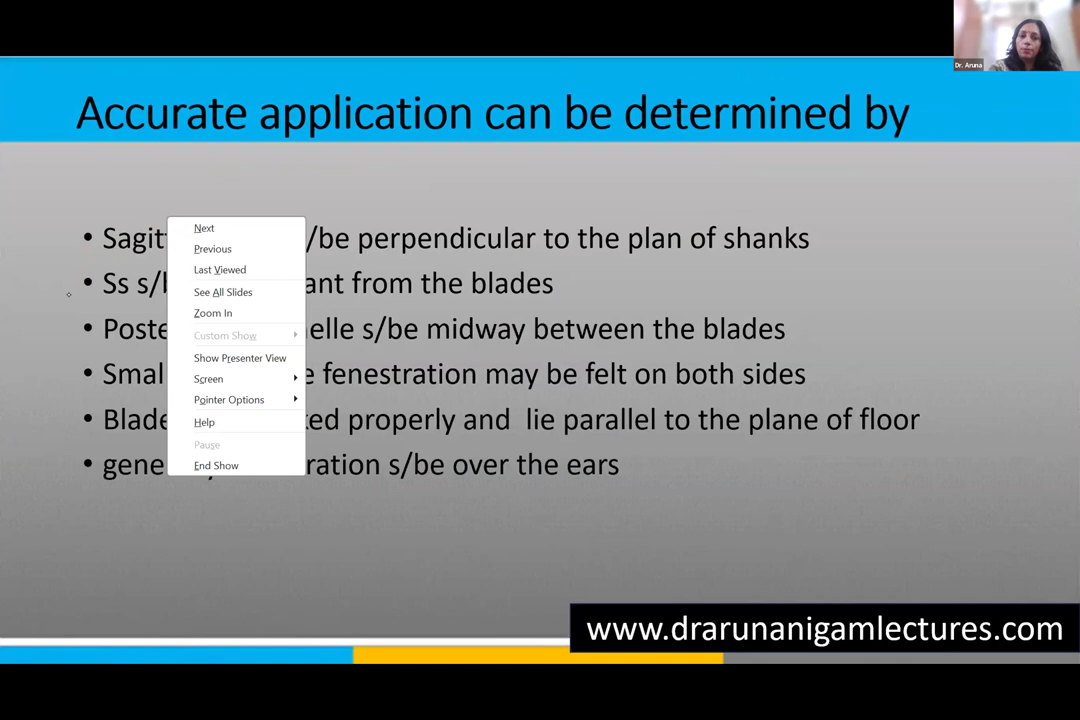 Dr. Aruna
Accurate application can be determined by
• Sagit /be perpendicular to the plan of shanks
• Ss s/ ant from the blades
• Poste elle s/be midway between the blades
• Smal e fenestration may be felt on both sides
• Blade ked properly and lie parallel to the plane of floor
• gene ration s/be over the ears
Next
Previous
Last Viewed
See All Slides
Zoom In
Custom Show
Show Presenter View
Screen
Pointer Options
Help
Pause
End Show
www.drarunanigamlectures.com